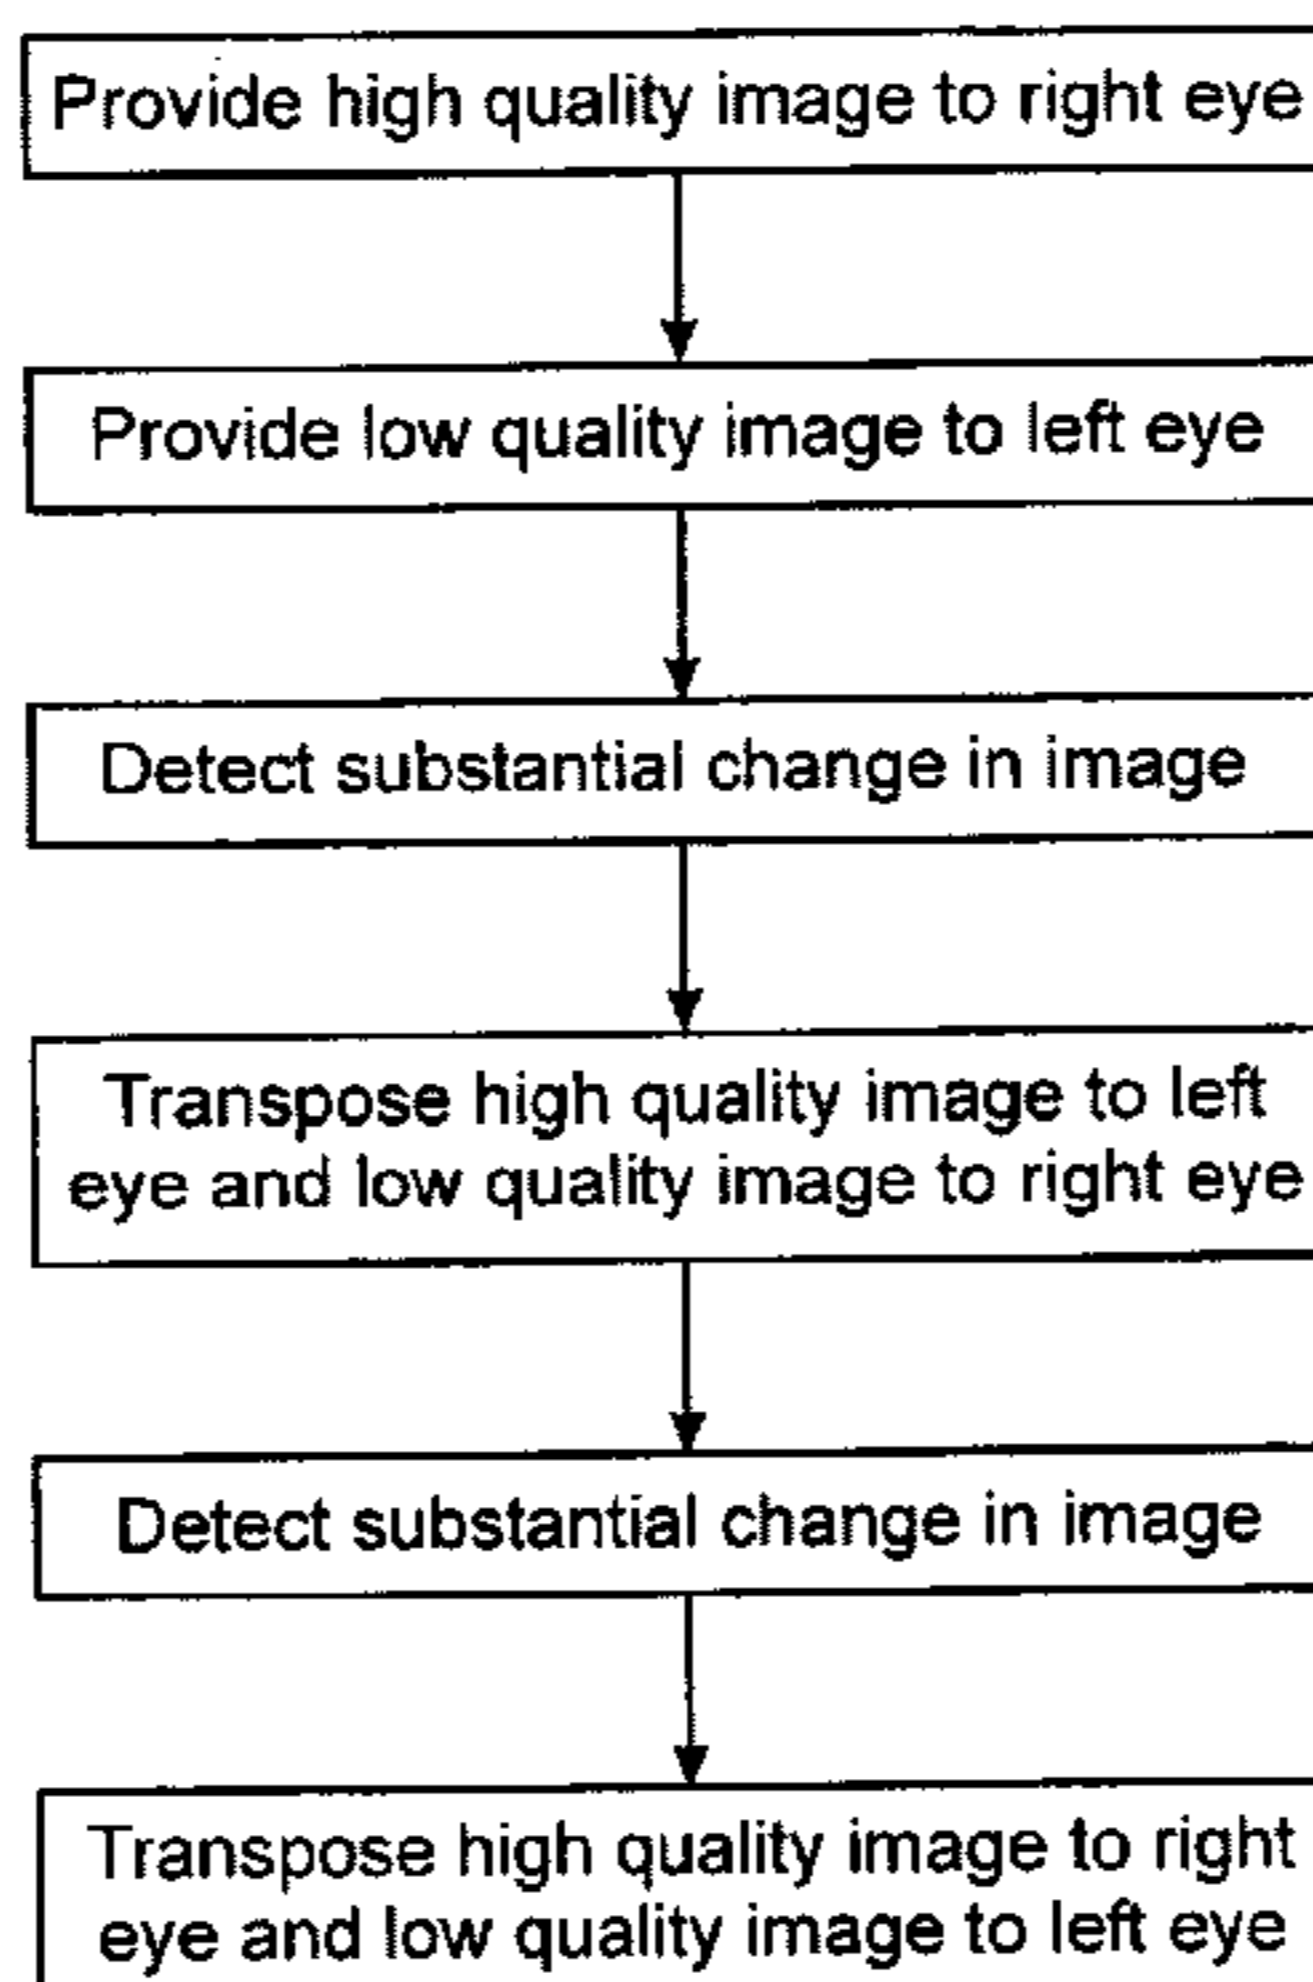 Provide high quality image to right eye
Provide low quality image to left eye
Detect substantial change in image
Transpose high quality image to left
eye and low quality image to right eye
Detect substantial change in image
Transpose high quality image to right
eye and low quality image to left eye